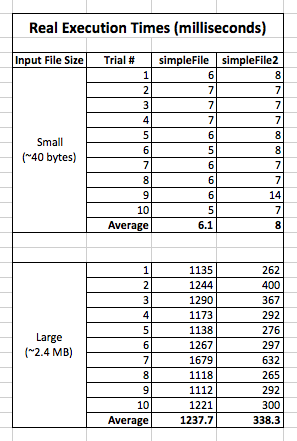 Real Execution Times (milliseconds)
Input File Size Trial # simpleFile simpleFile2
1 6 8
2 7 7
3 7 7
4 7 7
Small
5 6 8
(~40 bytes)
6 5 8
7 6 7
8 6 7
9 6 14
10 5 7
Average 6.1 8
1 1135 262
2 1244 400
3 1290 367
4 1173 292
Large
5 1138 276
(~2.4 MB)
6 1267 297
7 1679 632
8 1118 265
9 1112 292
10 1221 300
Average 1237.7 338.3